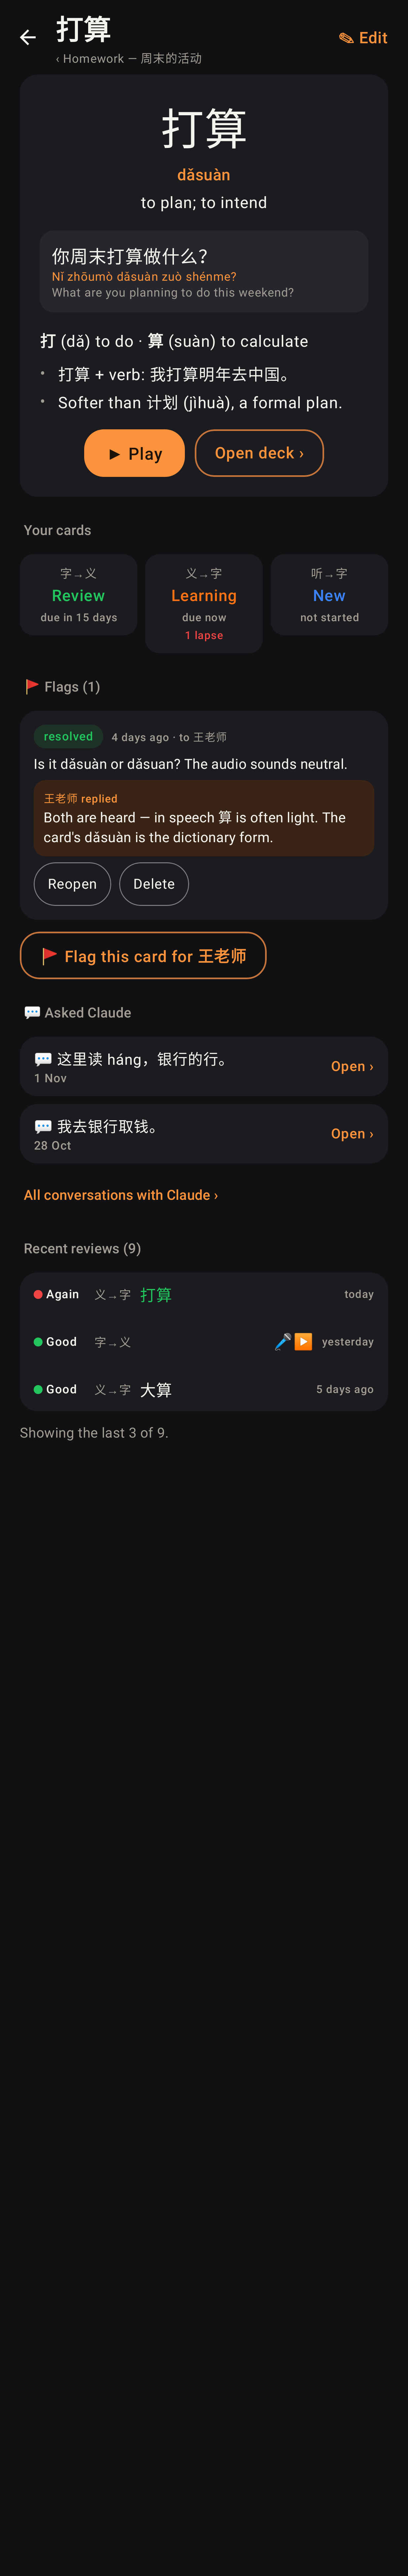 打算
‹ Homework — 周末的活动
✎ Edit
打算
dǎsuàn
to plan; to intend
你周末打算做什么？
Nǐ zhōumò dǎsuàn zuò shénme?
What are you planning to do this weekend?
打 (dǎ) to do · 算 (suàn) to calculate
• 打算 + verb: 我打算明年去中国。
• Softer than 计划 (jìhuà), a formal plan.
► Play
Open deck ›
Your cards
字→义
Review
due in 15 days
义→字
Learning
due now
1 lapse
听→字
New
not started
🚩 Flags (1)
resolved 4 days ago · to 王老师
Is it dǎsuàn or dǎsuan? The audio sounds neutral.
王老师 replied
Both are heard — in speech 算 is often light. The
card's dǎsuàn is the dictionary form.
Reopen
Delete
🚩 Flag this card for 王老师
💬 Asked Claude
💬 这里读 háng，银行的行。
1 Nov
Open ›
💬 我去银行取钱。
28 Oct
Open ›
All conversations with Claude ›
Recent reviews (9)
Again 义→字 打算 today
Good 字→义 🎤▶️ yesterday
Good 义→字 大算 5 days ago
Showing the last 3 of 9.